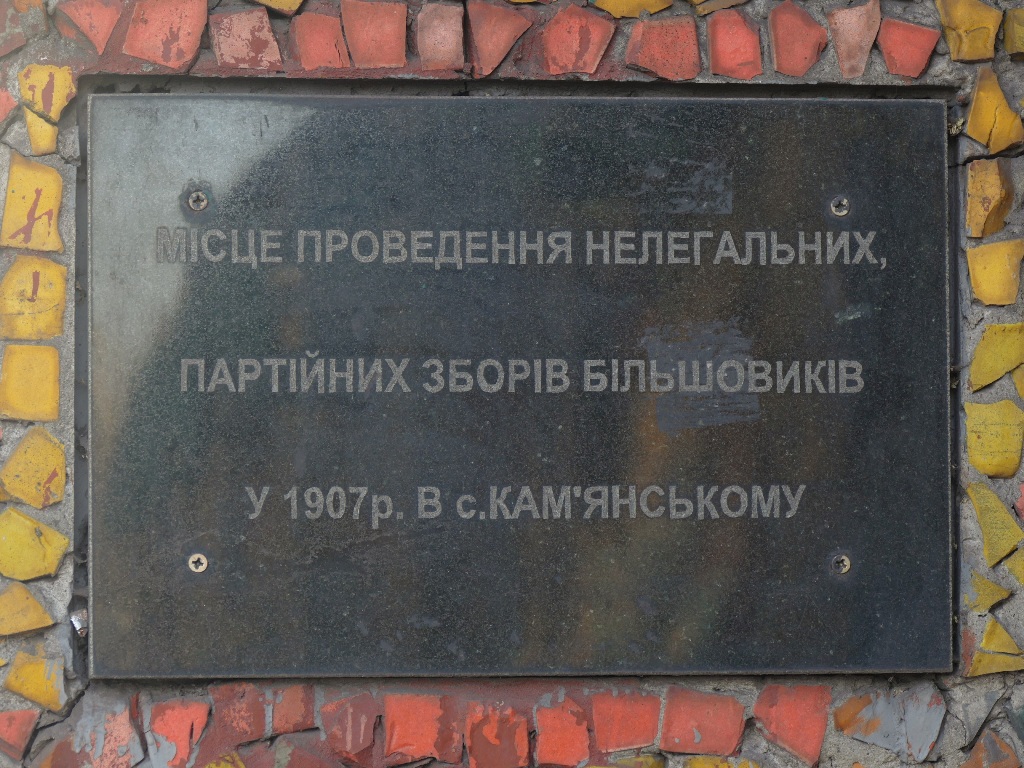 МІСЦЕ ПРОВЕДЕННЯ НЕЛЕГАЛЬНИХ,
ПАРТІЙНИХ ЗБОРІВ БІЛЬШОВИКІВ
У 1907р. В с.КАМ'ЯНСЬКОМУ